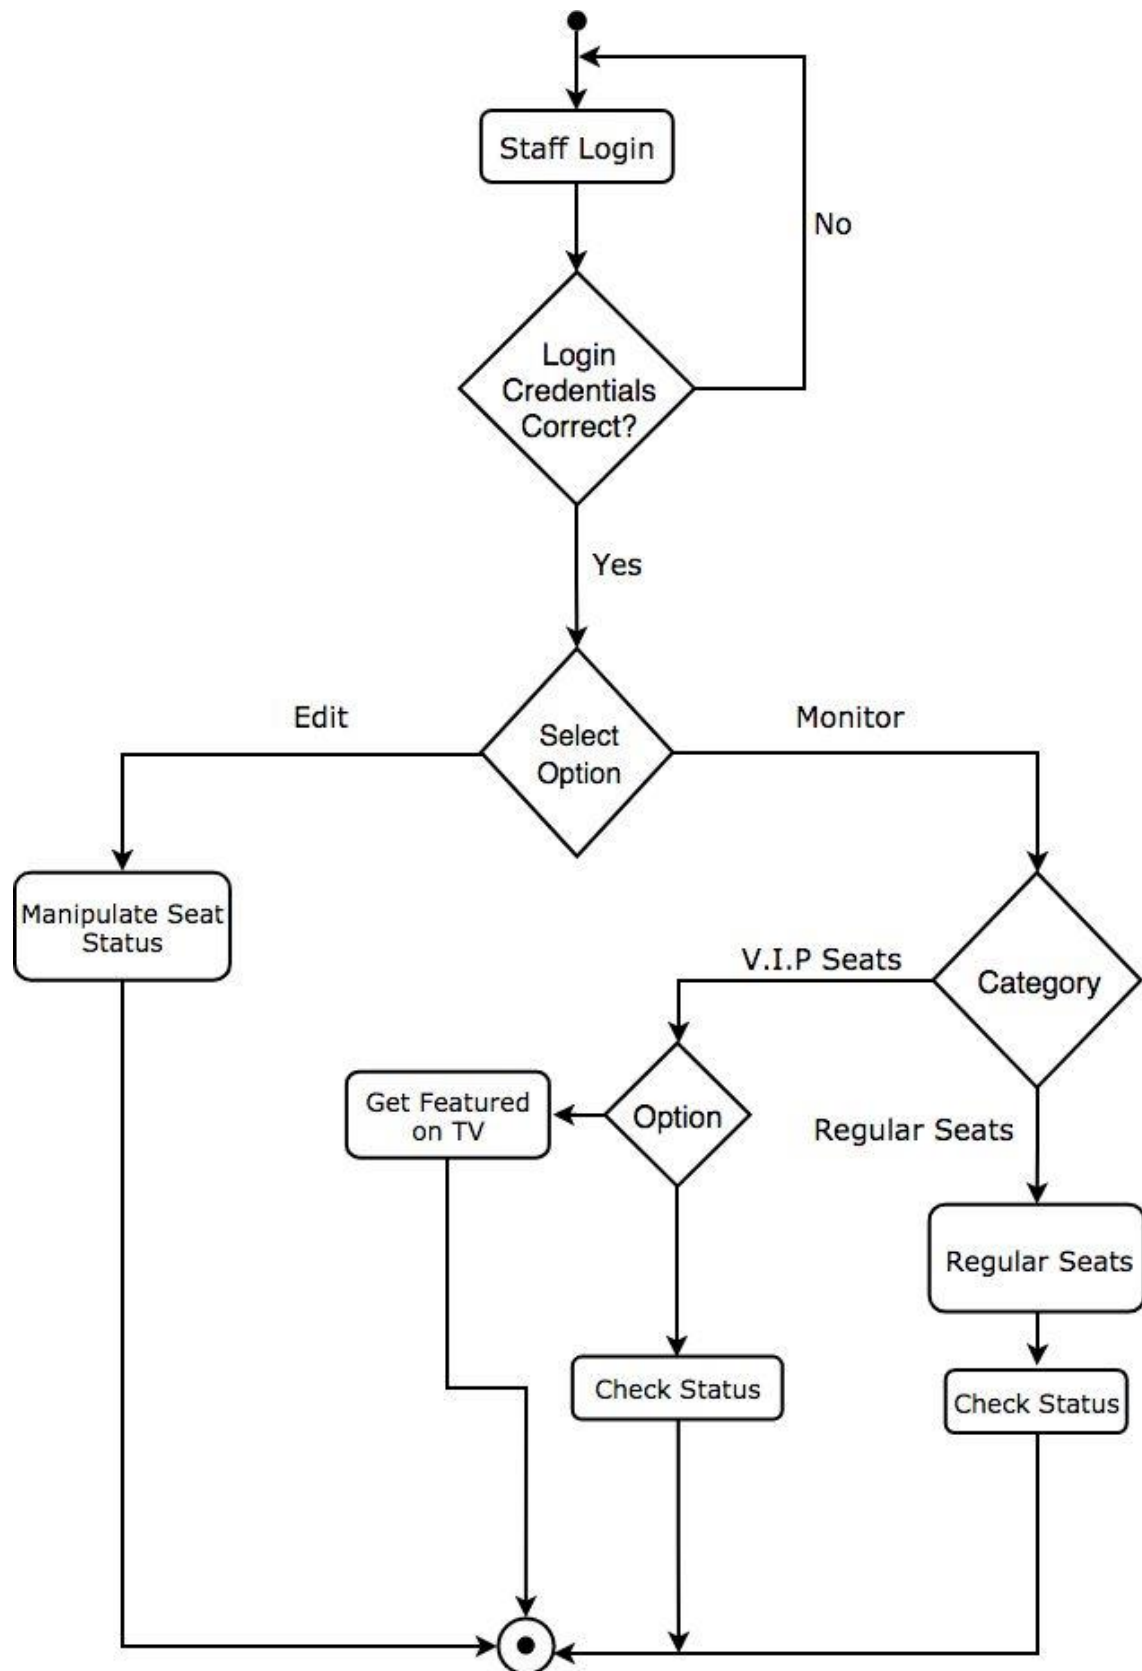 Staff Login
No
Login
Credentials
Correct?
Yes
Edit
Monitor
Select
Option
Manipulate Seat
Status
V.I.P Seats
Category
Get Featured
on TV
Option
Regular Seats
Regular Seats
Check Status
Check Status